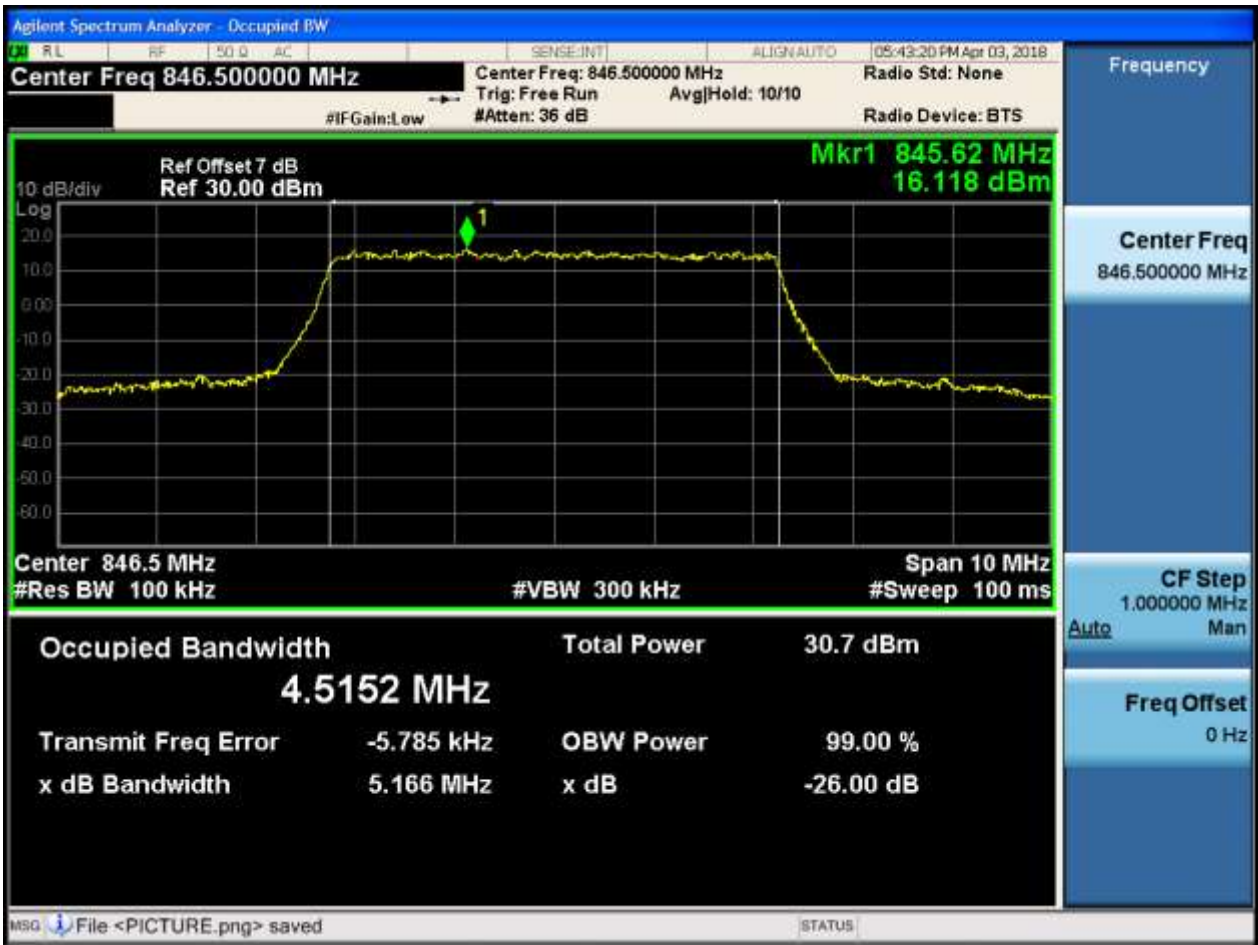 Agilent Spectrum Analyzer - Occupied BW
RL RF 50 Ω AC SENSE:INT ALIGN AUTO 05:43:20 PM Apr 03, 2018
Center Freq 846.500000 MHz
Center Freq: 846.500000 MHz
Radio Std: None
Trig: Free Run Avg|Hold: 10/10
#IFGain:Low
#Atten: 36 dB
Radio Device: BTS
Mkr1 845.62 MHz
16.118 dBm
Ref Offset 7 dB
10 dB/div Ref 30.00 dBm
Log
1
20.0
10.0
0.00
-10.0
-20.0
-30.0
-40.0
-50.0
-60.0
Center 846.5 MHz Span 10 MHz
#Res BW 100 kHz #VBW 300 kHz #Sweep 100 ms
Occupied Bandwidth Total Power 30.7 dBm
4.5152 MHz
Transmit Freq Error -5.785 kHz OBW Power 99.00 %
x dB Bandwidth 5.166 MHz x dB -26.00 dB
Frequency
Center Freq
846.500000 MHz
CF Step
1.000000 MHz
Auto Man
Freq Offset
0 Hz
MSG File <PICTURE.png> saved STATUS